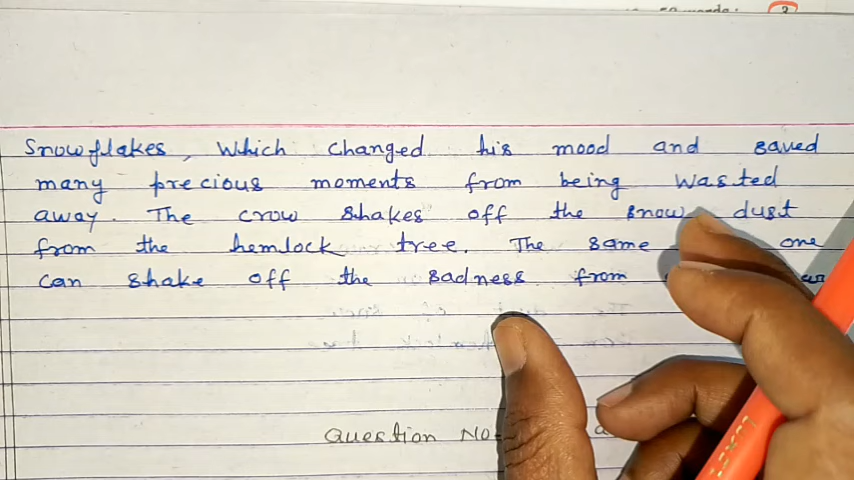 Snowflakes, which changed his mood and saved
many precious moments from being wasted
away. The crow shakes off the snow dust
from the hemlock tree. The same one
can shake off the sadness from
Question No